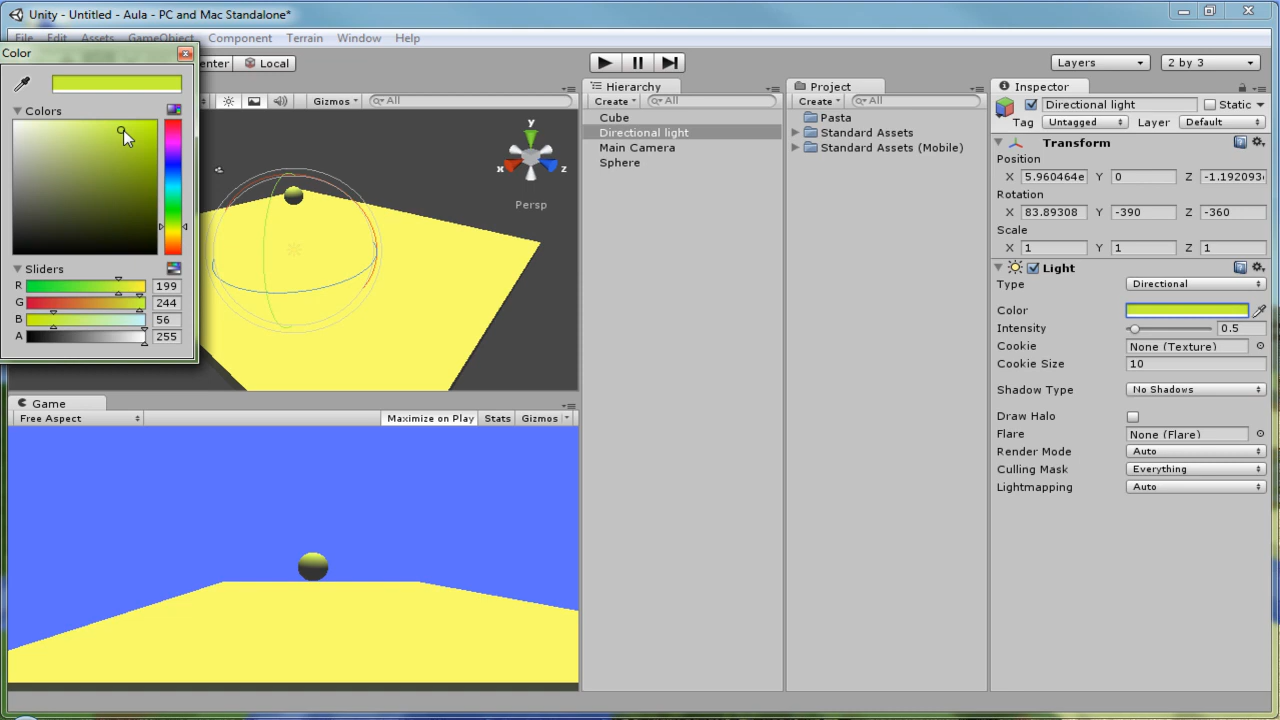 Unity - Untitled - Aula - PC and Mac Standalone*
File Edit Assets GameObject Component Terrain Window Help
Color
enter Local
Layers 2 by 3
Colors
Sliders
R 199
G 244
B 56
A 255
Gizmos All
y
x z
Persp
Game
Free Aspect Maximize on Play Stats Gizmos
Hierarchy
Create All
Cube
Directional light
Main Camera
Sphere
Project
Create All
Pasta
Standard Assets
Standard Assets (Mobile)
Inspector
Directional light Static
Tag Untagged Layer Default
Transform
Position
X 5.960464e Y 0 Z -1.192093
Rotation
X 83.89308 Y -390 Z -360
Scale
X 1 Y 1 Z 1
Light
Type Directional
Color
Intensity 0.5
Cookie None (Texture)
Cookie Size 10
Shadow Type No Shadows
Draw Halo
Flare None (Flare)
Render Mode Auto
Culling Mask Everything
Lightmapping Auto